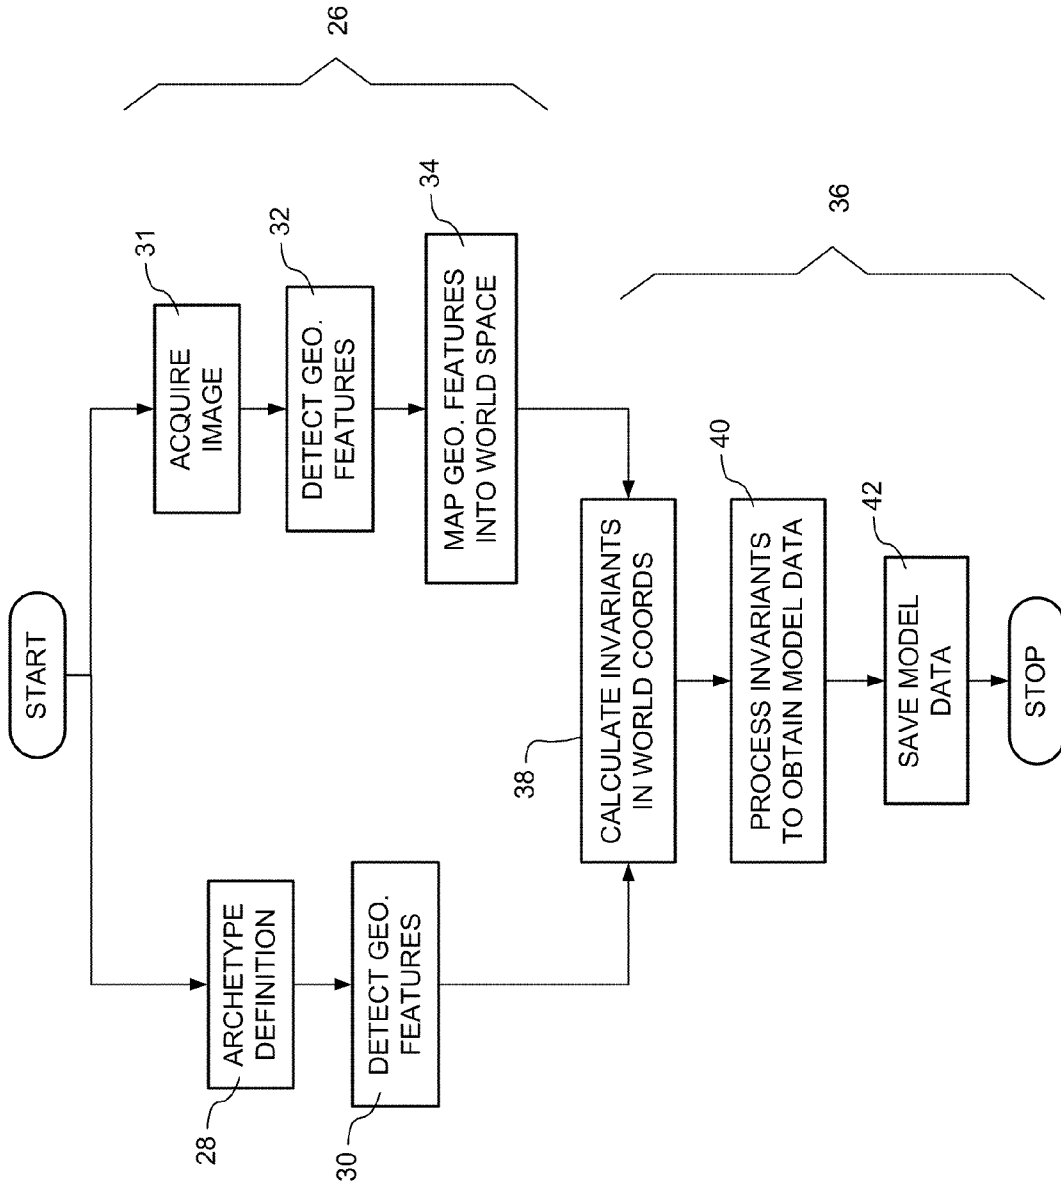 START
31
ACQUIRE
IMAGE
32
DETECT GEO.
FEATURES
34
MAP GEO. FEATURES
INTO WORLD SPACE
26
28
ARCHETYPE
DEFINITION
30
DETECT GEO.
FEATURES
38
CALCULATE INVARIANTS
IN WORLD COORDS
40
PROCESS INVARIANTS
TO OBTAIN MODEL DATA
42
SAVE MODEL
DATA
STOP
36